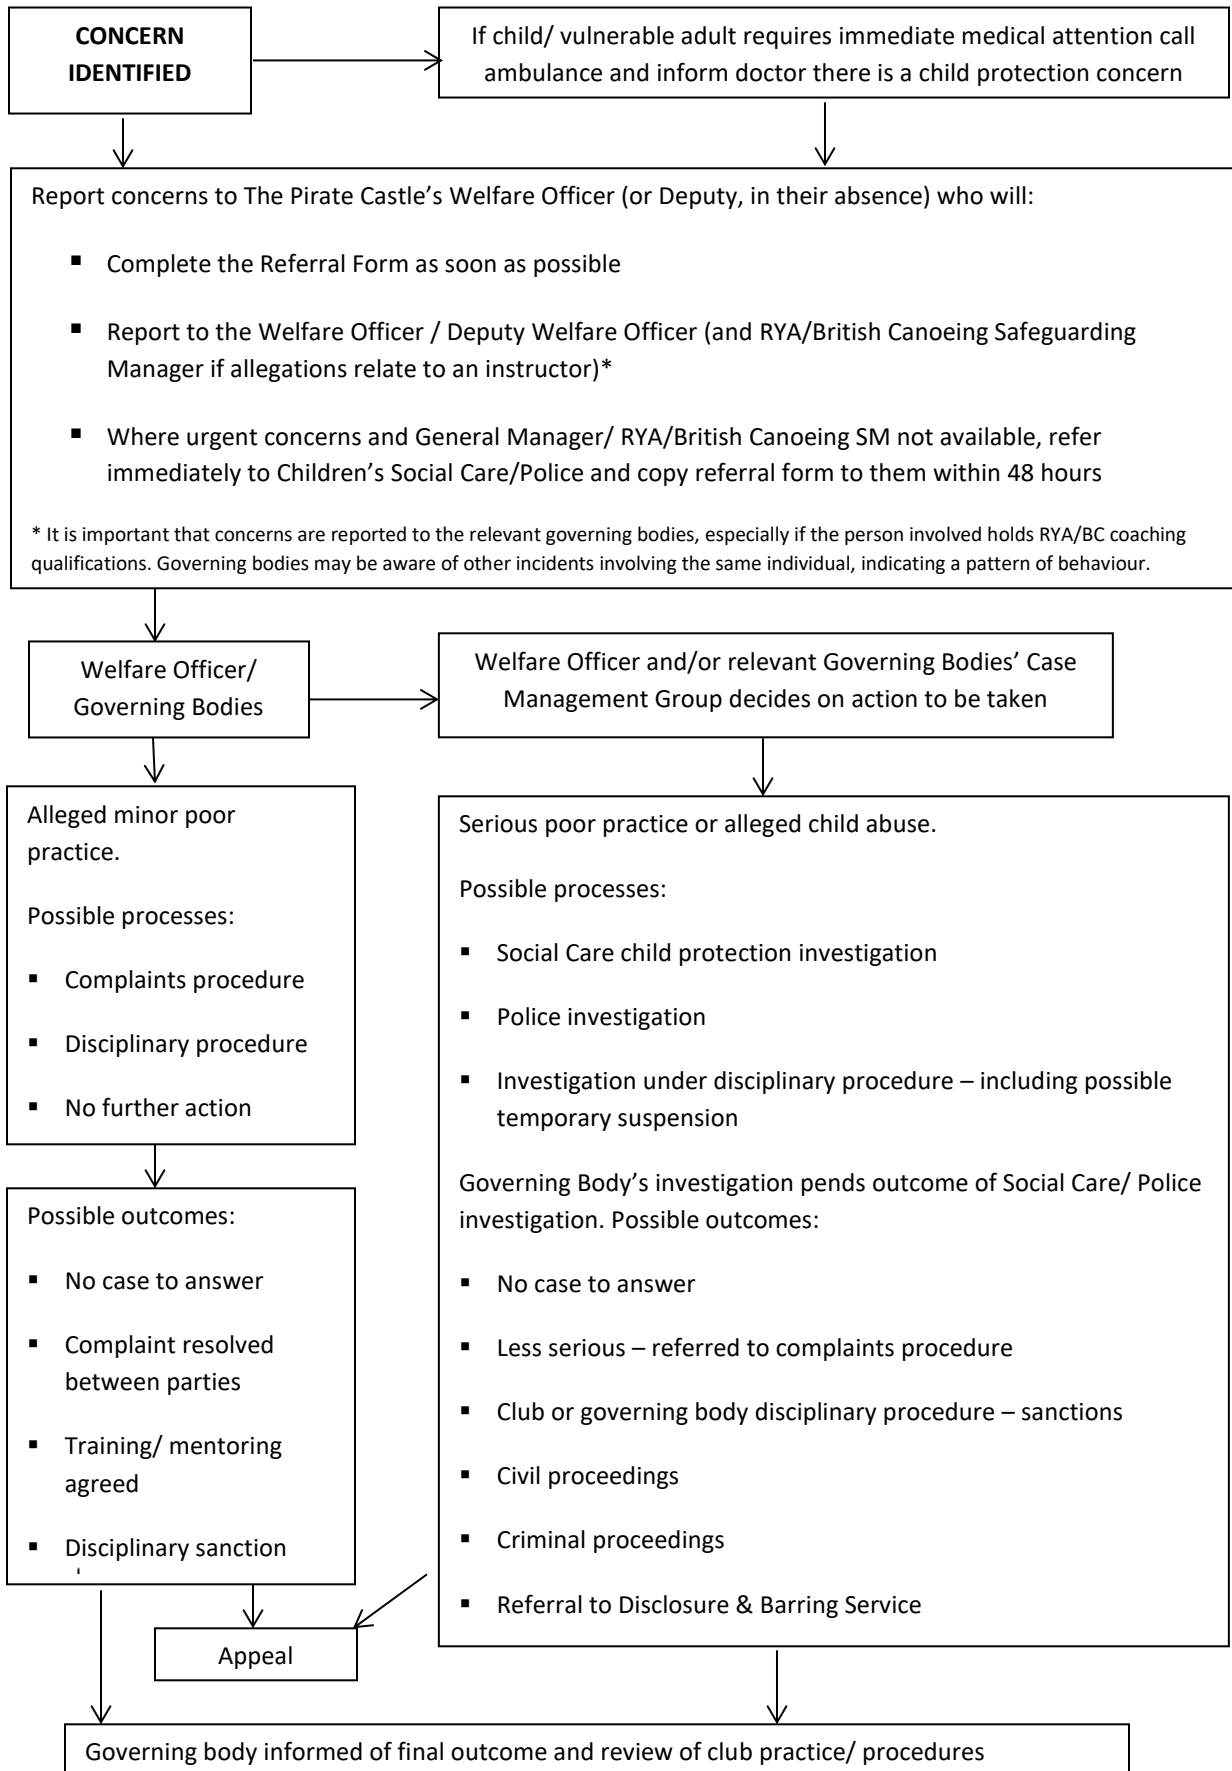 CONCERN
IDENTIFIED
If child/ vulnerable adult requires immediate medical attention call
ambulance and inform doctor there is a child protection concern
Report concerns to The Pirate Castle’s Welfare Officer (or Deputy, in their absence) who will:
▪ Complete the Referral Form as soon as possible
▪ Report to the Welfare Officer / Deputy Welfare Officer (and RYA/British Canoeing Safeguarding
Manager if allegations relate to an instructor)*
▪ Where urgent concerns and General Manager/ RYA/British Canoeing SM not available, refer
immediately to Children’s Social Care/Police and copy referral form to them within 48 hours
* It is important that concerns are reported to the relevant governing bodies, especially if the person involved holds RYA/BC coaching
qualifications. Governing bodies may be aware of other incidents involving the same individual, indicating a pattern of behaviour.
Welfare Officer/
Governing Bodies
Welfare Officer and/or relevant Governing Bodies’ Case
Management Group decides on action to be taken
Alleged minor poor
practice.
Possible processes:
▪ Complaints procedure
▪ Disciplinary procedure
▪ No further action
Possible outcomes:
▪ No case to answer
▪ Complaint resolved
between parties
▪ Training/ mentoring
agreed
▪ Disciplinary sanction
Serious poor practice or alleged child abuse.
Possible processes:
▪ Social Care child protection investigation
▪ Police investigation
▪ Investigation under disciplinary procedure – including possible
temporary suspension
Governing Body’s investigation pends outcome of Social Care/ Police
investigation. Possible outcomes:
▪ No case to answer
▪ Less serious – referred to complaints procedure
▪ Club or governing body disciplinary procedure – sanctions
▪ Civil proceedings
▪ Criminal proceedings
▪ Referral to Disclosure & Barring Service
Appeal
Governing body informed of final outcome and review of club practice/ procedures